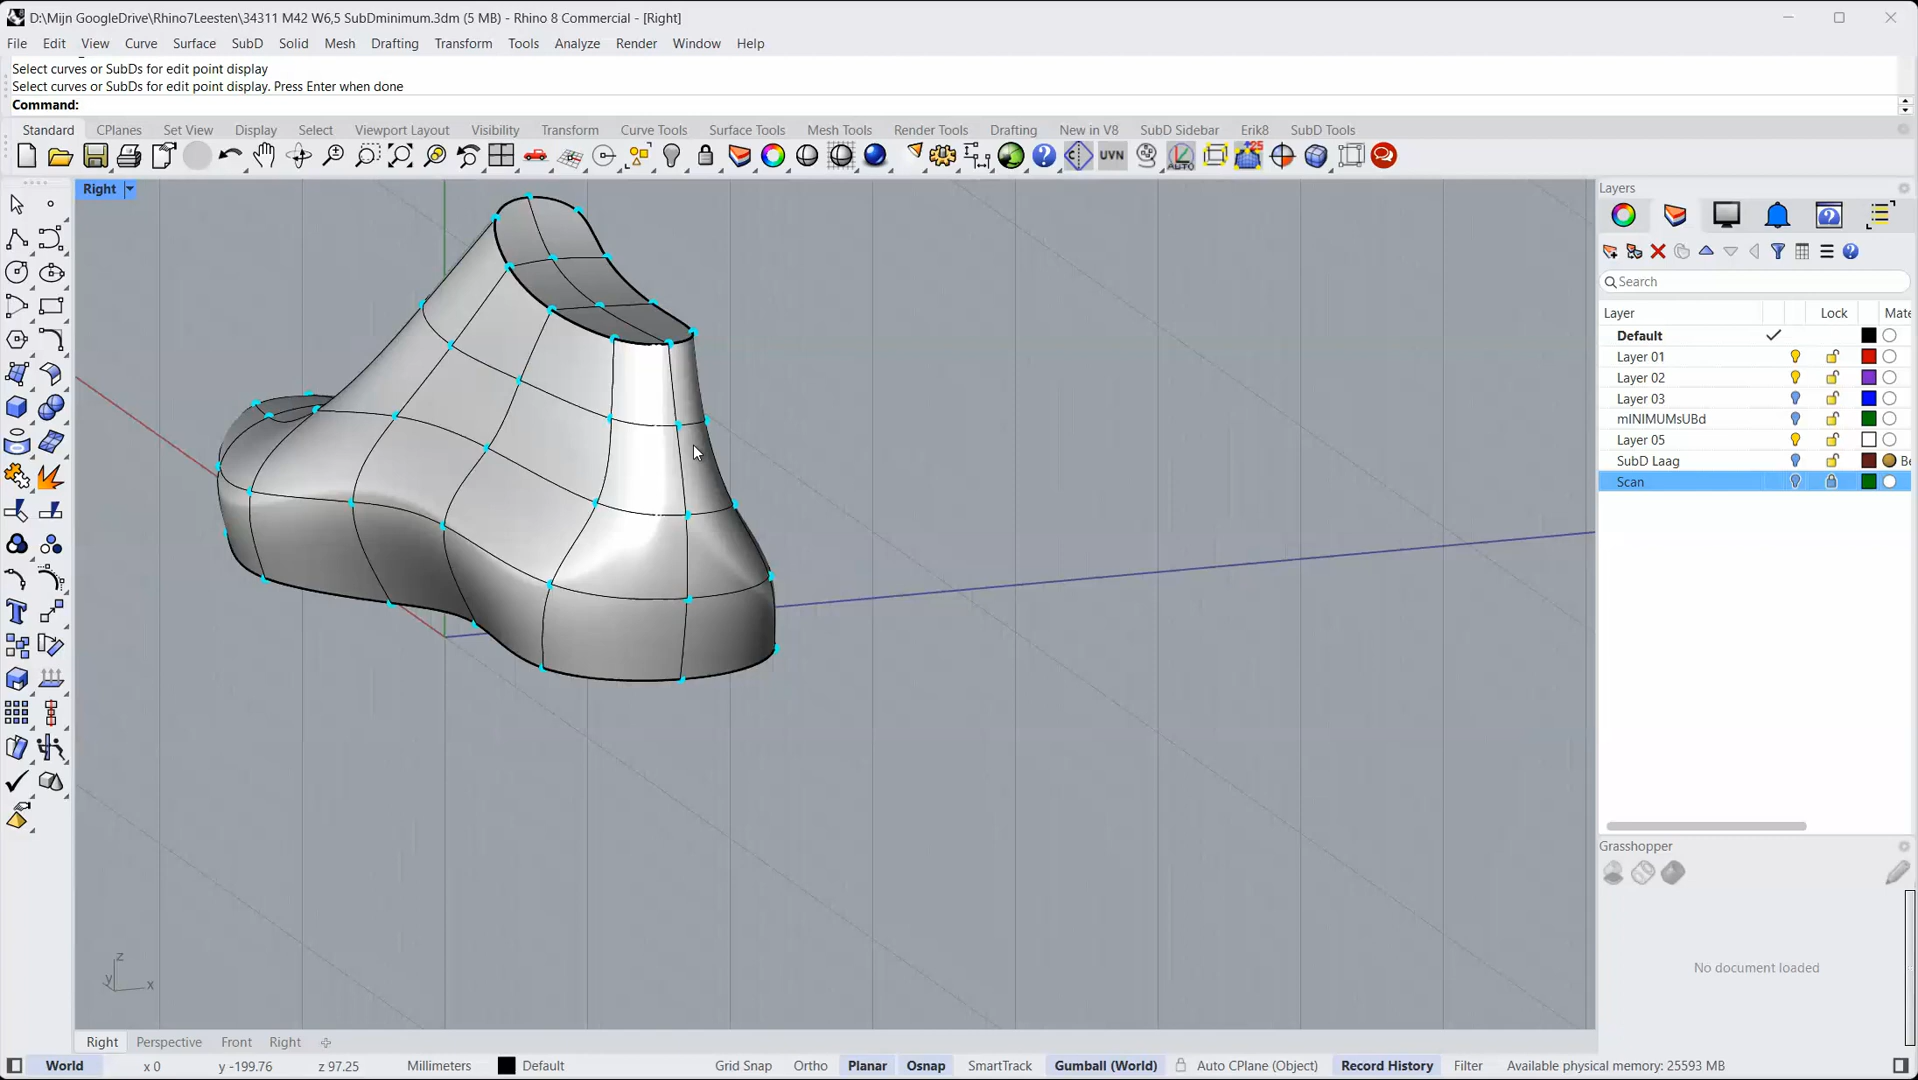 D:\Mijn GoogleDrive\Rhino7Leesten\34311 M42 W6,5 SubDminimum.3dm (5 MB) - Rhino 8 Commercial - [Right]
File Edit View Curve Surface SubD Solid Mesh Drafting Transform Tools Analyze Render Window Help
Select curves or SubDs for edit point display
Select curves or SubDs for edit point display. Press Enter when done
Command:
Standard CPlanes Set View Display Select Viewport Layout Visibility Transform Curve Tools Surface Tools Mesh Tools Render Tools Drafting New in V8 SubD Sidebar Erik8 SubD Tools
UVN
AUTO
Right
Layers
Search
Layer Lock Mate
Default
Layer 01
Layer 02
Layer 03
mINIMUMsUBd
Layer 05
SubD Laag Be
Scan
Grasshopper
No document loaded
z
y x
Right Perspective Front Right
World x 0 y -199.76 z 97.25 Millimeters Default Grid Snap Ortho Planar Osnap SmartTrack Gumball (World) Auto CPlane (Object) Record History Filter Available physical memory: 25593 MB